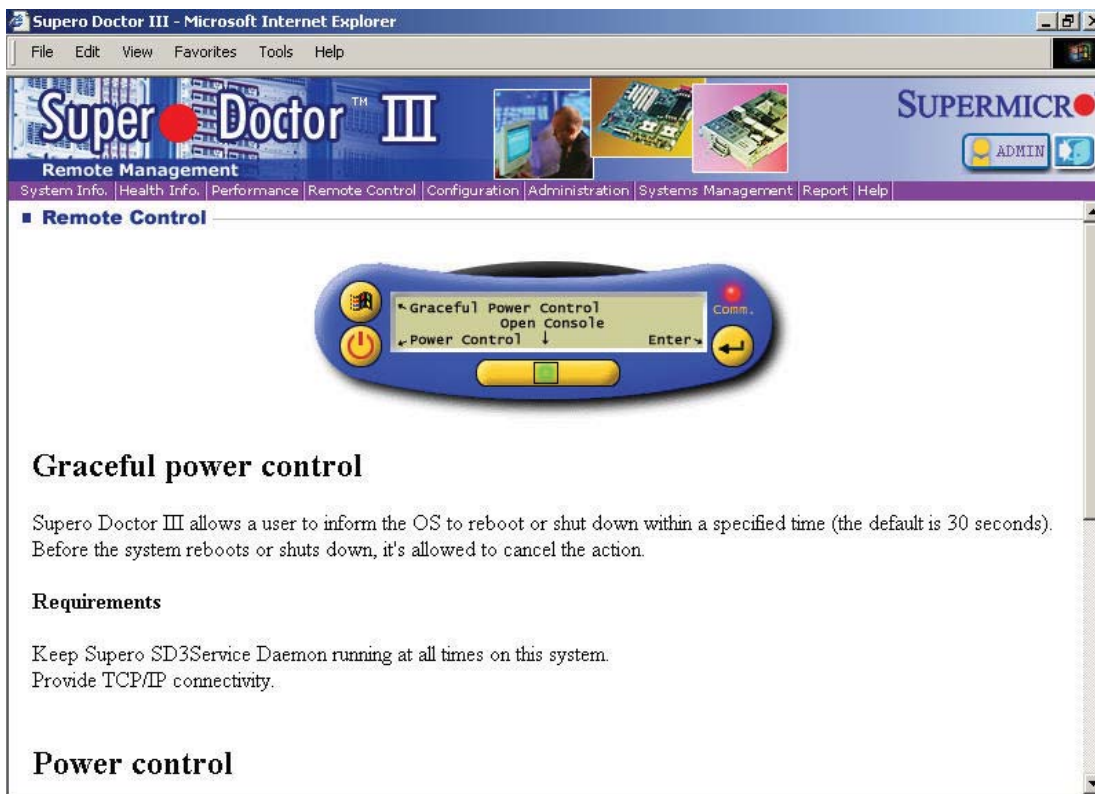 Supero Doctor III - Microsoft Internet Explorer
File Edit View Favorites Tools Help
Super Doctor™ III
SUPERMICR
Remote Management
ADMIN
System Info. Health Info. Performance Remote Control Configuration Administration Systems Management Report Help
Remote Control
Graceful Power Control
Open Console
Power Control Enter
Comm.
Graceful power control
Supero Doctor III allows a user to inform the OS to reboot or shut down within a specified time (the default is 30 seconds).
Before the system reboots or shuts down, it's allowed to cancel the action.
Requirements
Keep Supero SD3Service Daemon running at all times on this system.
Provide TCP/IP connectivity.
Power control